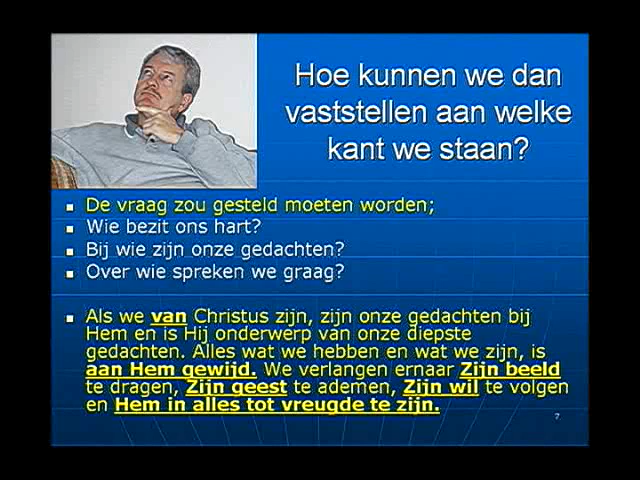 Hoe kunnen we dan
vaststellen aan welke
kant we staan?
De vraag zou gesteld moeten worden;
Wie bezit ons hart?
Bij wie zijn onze gedachten?
Over wie spreken we graag?
Als we van Christus zijn, zijn onze gedachten bij
Hem en is Hij onderwerp van onze diepste
gedachten. Alles wat we hebben en wat we zijn, is
aan Hem gewijd. We verlangen ernaar Zijn beeld
te dragen, Zijn geest te ademen, Zijn wil te volgen
en Hem in alles tot vreugde te zijn.
7